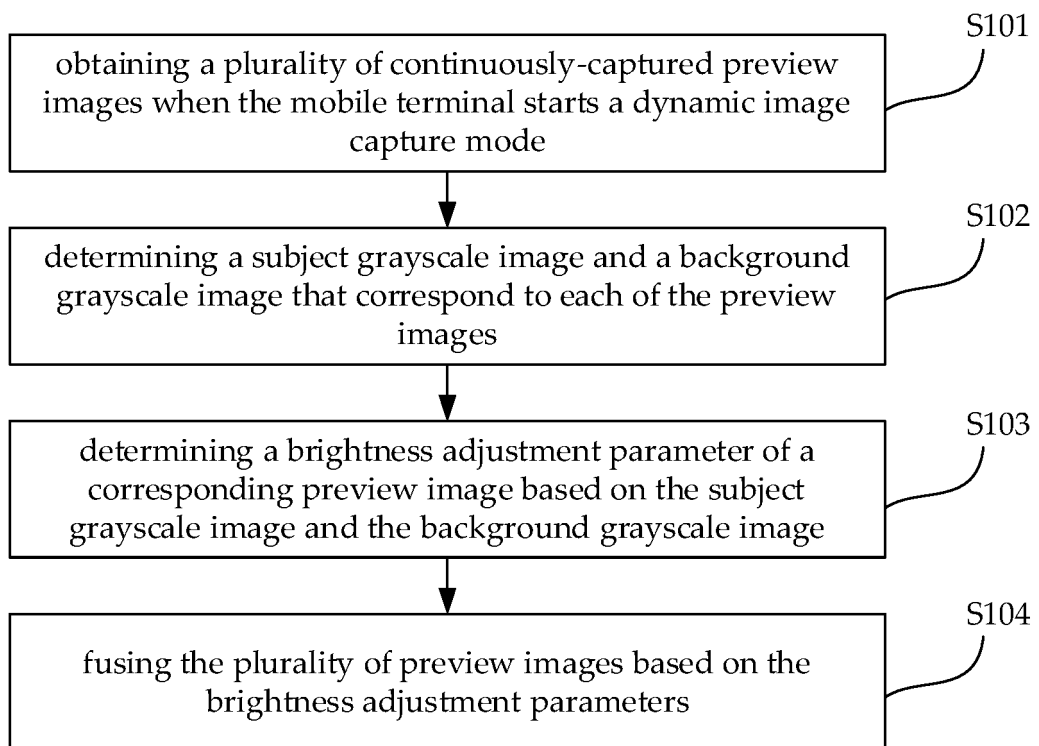 S101
obtaining a plurality of continuously-captured preview
images when the mobile terminal starts a dynamic image
capture mode
S102
determining a subject grayscale image and a background
grayscale image that correspond to each of the preview
images
S103
determining a brightness adjustment parameter of a
corresponding preview image based on the subject
grayscale image and the background grayscale image
S104
fusing the plurality of preview images based on the
brightness adjustment parameters